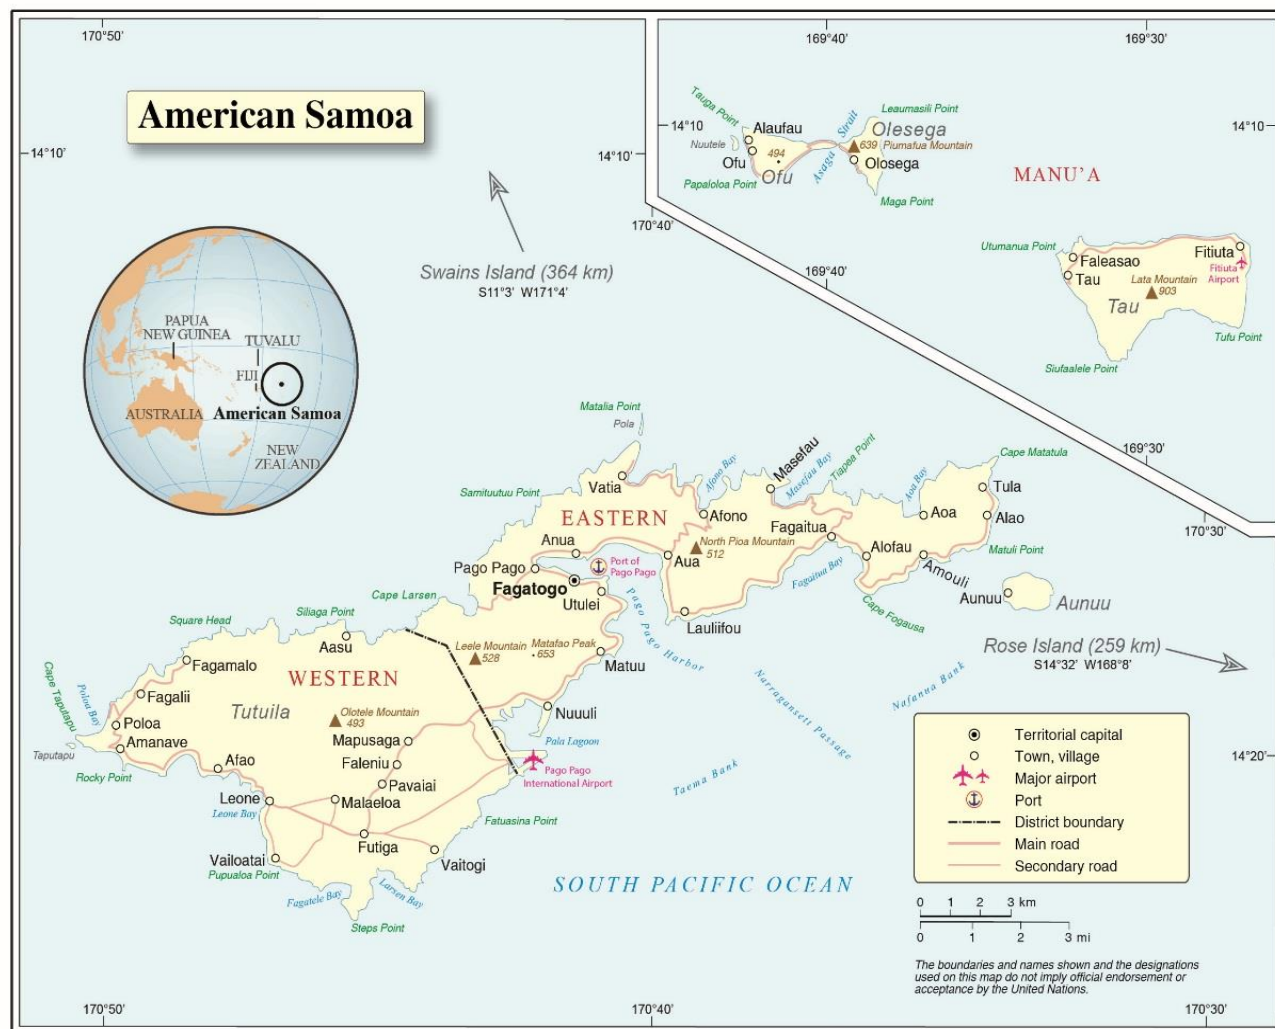 170°50'
169°40'
169°30'
American Samoa
14°10'
14°10'
170°40'
Swains Island (364 km)
S11°3' W171°4'
Tauga Point
Alaufau
Nuutele
Ofu
494
Ofu
Papaloloa Point
Asaga Strait
Leaumasili Point
Olesega
639 Piumafua Mountain
Olosega
Maga Point
14°10'
14°10'
MANU'A
169°40'
Utumanua Point
Faleasao
Tau
Tau
Lata Mountain
903
Fitiuta
Fitiuta
Airport
Tufu Point
Siufaalele Point
169°30'
170°30'
PAPUA
NEW GUINEA
TUVALU
FIJI
AUSTRALIA
American Samoa
NEW
ZEALAND
Matalia Point
Pola
Vatia
Samituutuu Point
EASTERN
Afono Bay
Afono
Masefau
Masefau Bay
Tiapea Point
Aoa Bay
Cape Matatula
Tula
Aoa
Alao
Matuli Point
Fagaitua
Alofau
Amouli
Anua
North Pioa Mountain
512
Aua
Pago Pago
Port of
Pago Pago
Fagatogo
Utulei
Fagaitua Bay
Cape Fogausa
Lauliifou
Pago Pago Harbor
Aunuu
Aunuu
Cape Larsen
Siliaga Point
Square Head
Aasu
Leele Mountain
528
Matafao Peak
653
Matuu
Rose Island (259 km)
S14°32' W168°8'
Fagamalo
WESTERN
Cape Taputapu
Poloa Bay
Fagalii
Tutuila
Olotele Mountain
493
Nuuuli
Narragansett Passage
Nafanua Bank
Poloa
Amanave
Taputapu
Rocky Point
Mapusaga
Pala Lagoon
Afao
Faleniu
Pago Pago
International Airport
Taema Bank
Pavaiai
Leone
Leone Bay
Malaeloa
Fatuasina Point
Futiga
Vaitogi
Vailoatai
Pupualoa Point
Fagatele Bay
Larsen Bay
Steps Point
SOUTH PACIFIC OCEAN
14°20'
Territorial capital
Town, village
Major airport
Port
District boundary
Main road
Secondary road
0 1 2 3 km
0 1 2 3 mi
The boundaries and names shown and the designations
used on this map do not imply official endorsement or
acceptance by the United Nations.
170°50'
170°40'
170°30'